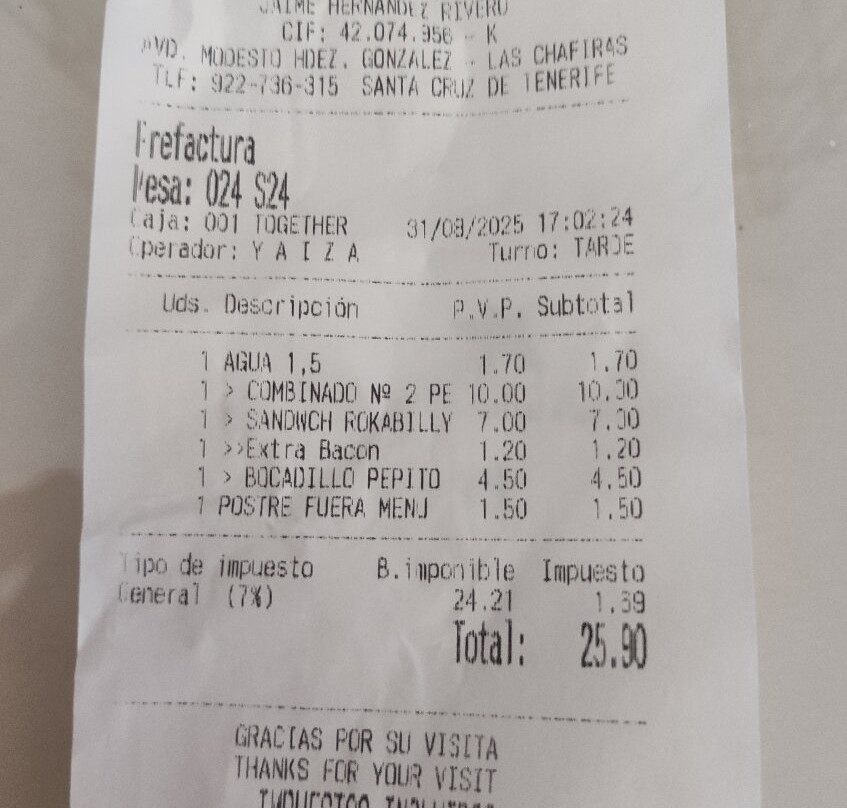 JAIME HERNANDEZ RIVERO
CIF: 42.074.956 - K
AVD. MODESTO HDEZ. GONZALEZ - LAS CHAFIRAS
TLF: 922-736-315 SANTA CRUZ DE TENERIFE
Prefactura
Mesa: 024 S24
Caja: 001 TOGETHER 31/08/2025 17:02:24
Operador: Y A I Z A Turno: TARDE
Uds. Descripción P.V.P. Subtotal
1 AGUA 1,5 1.70 1.70
1 > COMBINADO Nº 2 PE 10.00 10.00
1 > SANDWCH ROKABILLY 7.00 7.00
1 >>Extra Bacon 1.20 1.20
1 > BOCADILLO PEPITO 4.50 4.50
1 POSTRE FUERA MENU 1.50 1.50
Tipo de impuesto B.imponible Impuesto
General (7%) 24.21 1.69
Total: 25.90
GRACIAS POR SU VISITA
THANKS FOR YOUR VISIT